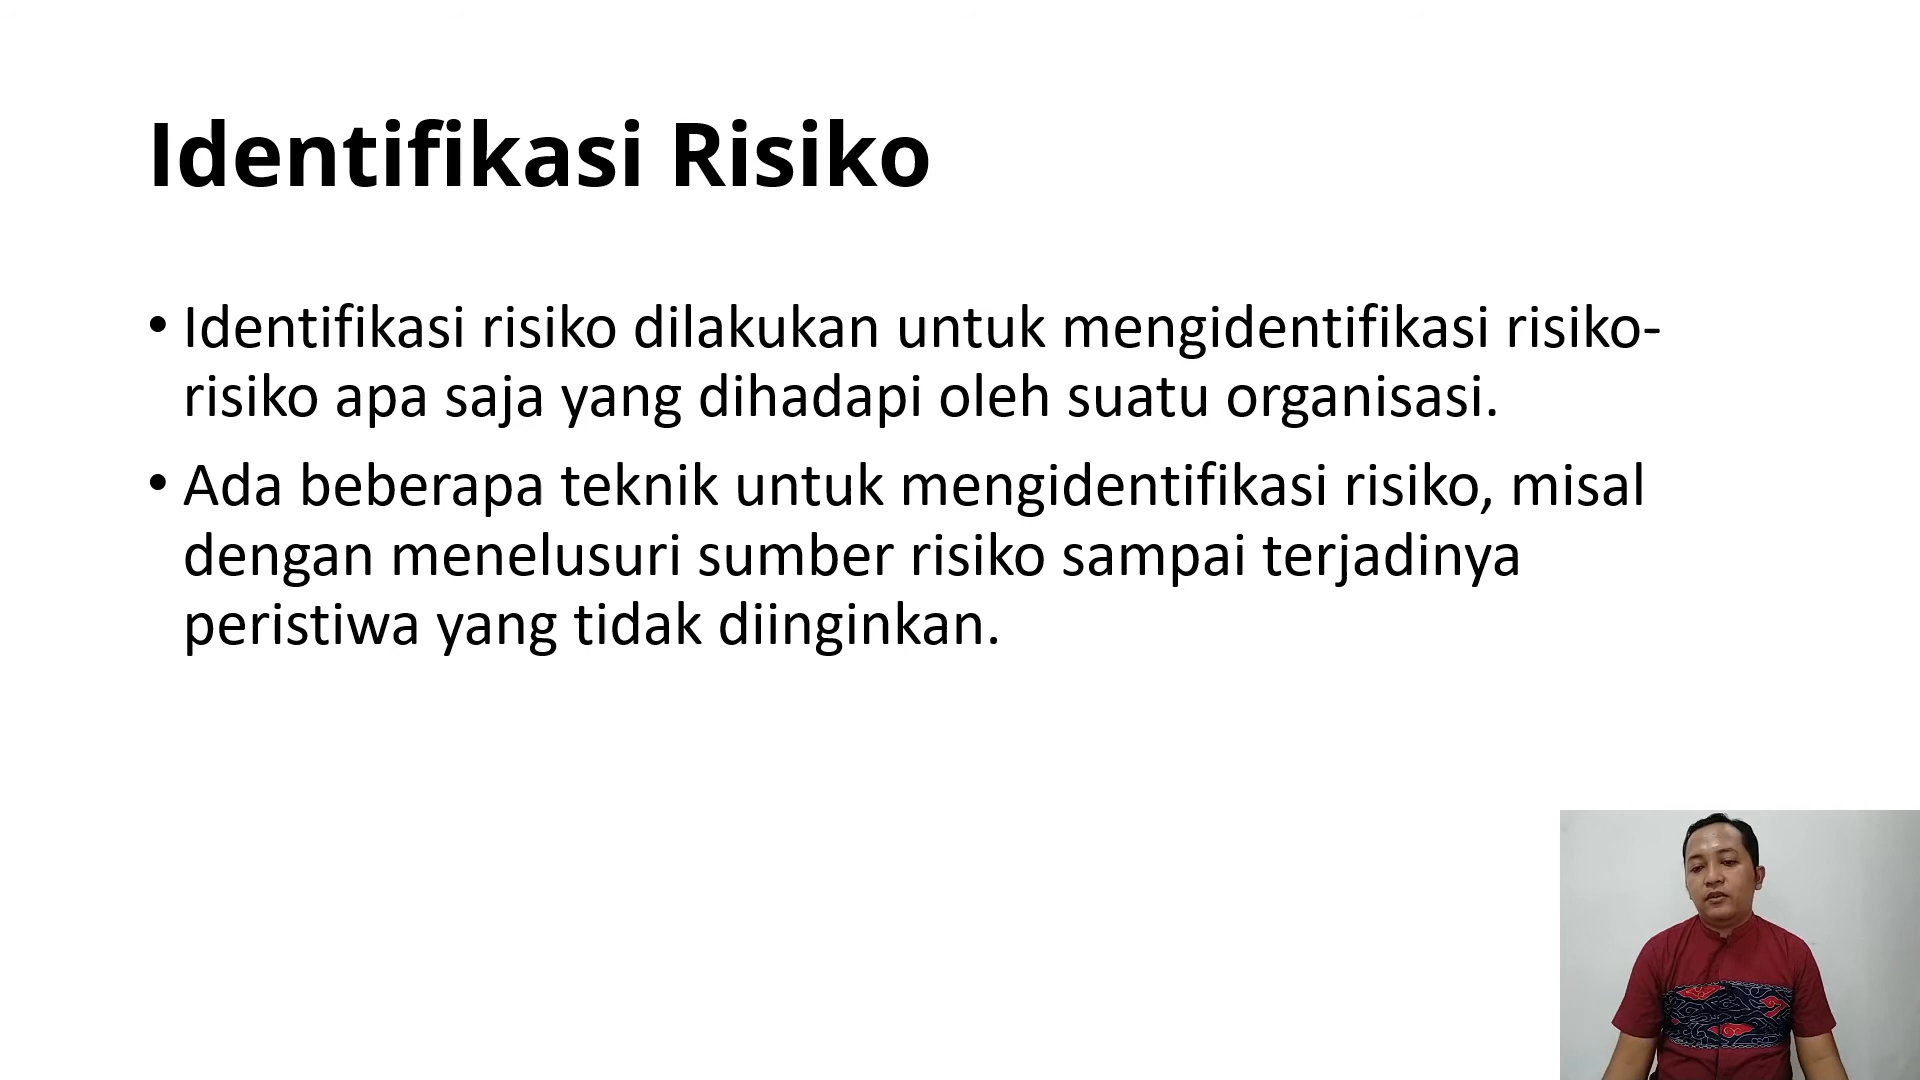 Identifikasi Risiko
• Identifikasi risiko dilakukan untuk mengidentifikasi risiko-
risiko apa saja yang dihadapi oleh suatu organisasi.
• Ada beberapa teknik untuk mengidentifikasi risiko, misal
dengan menelusuri sumber risiko sampai terjadinya
peristiwa yang tidak diinginkan.